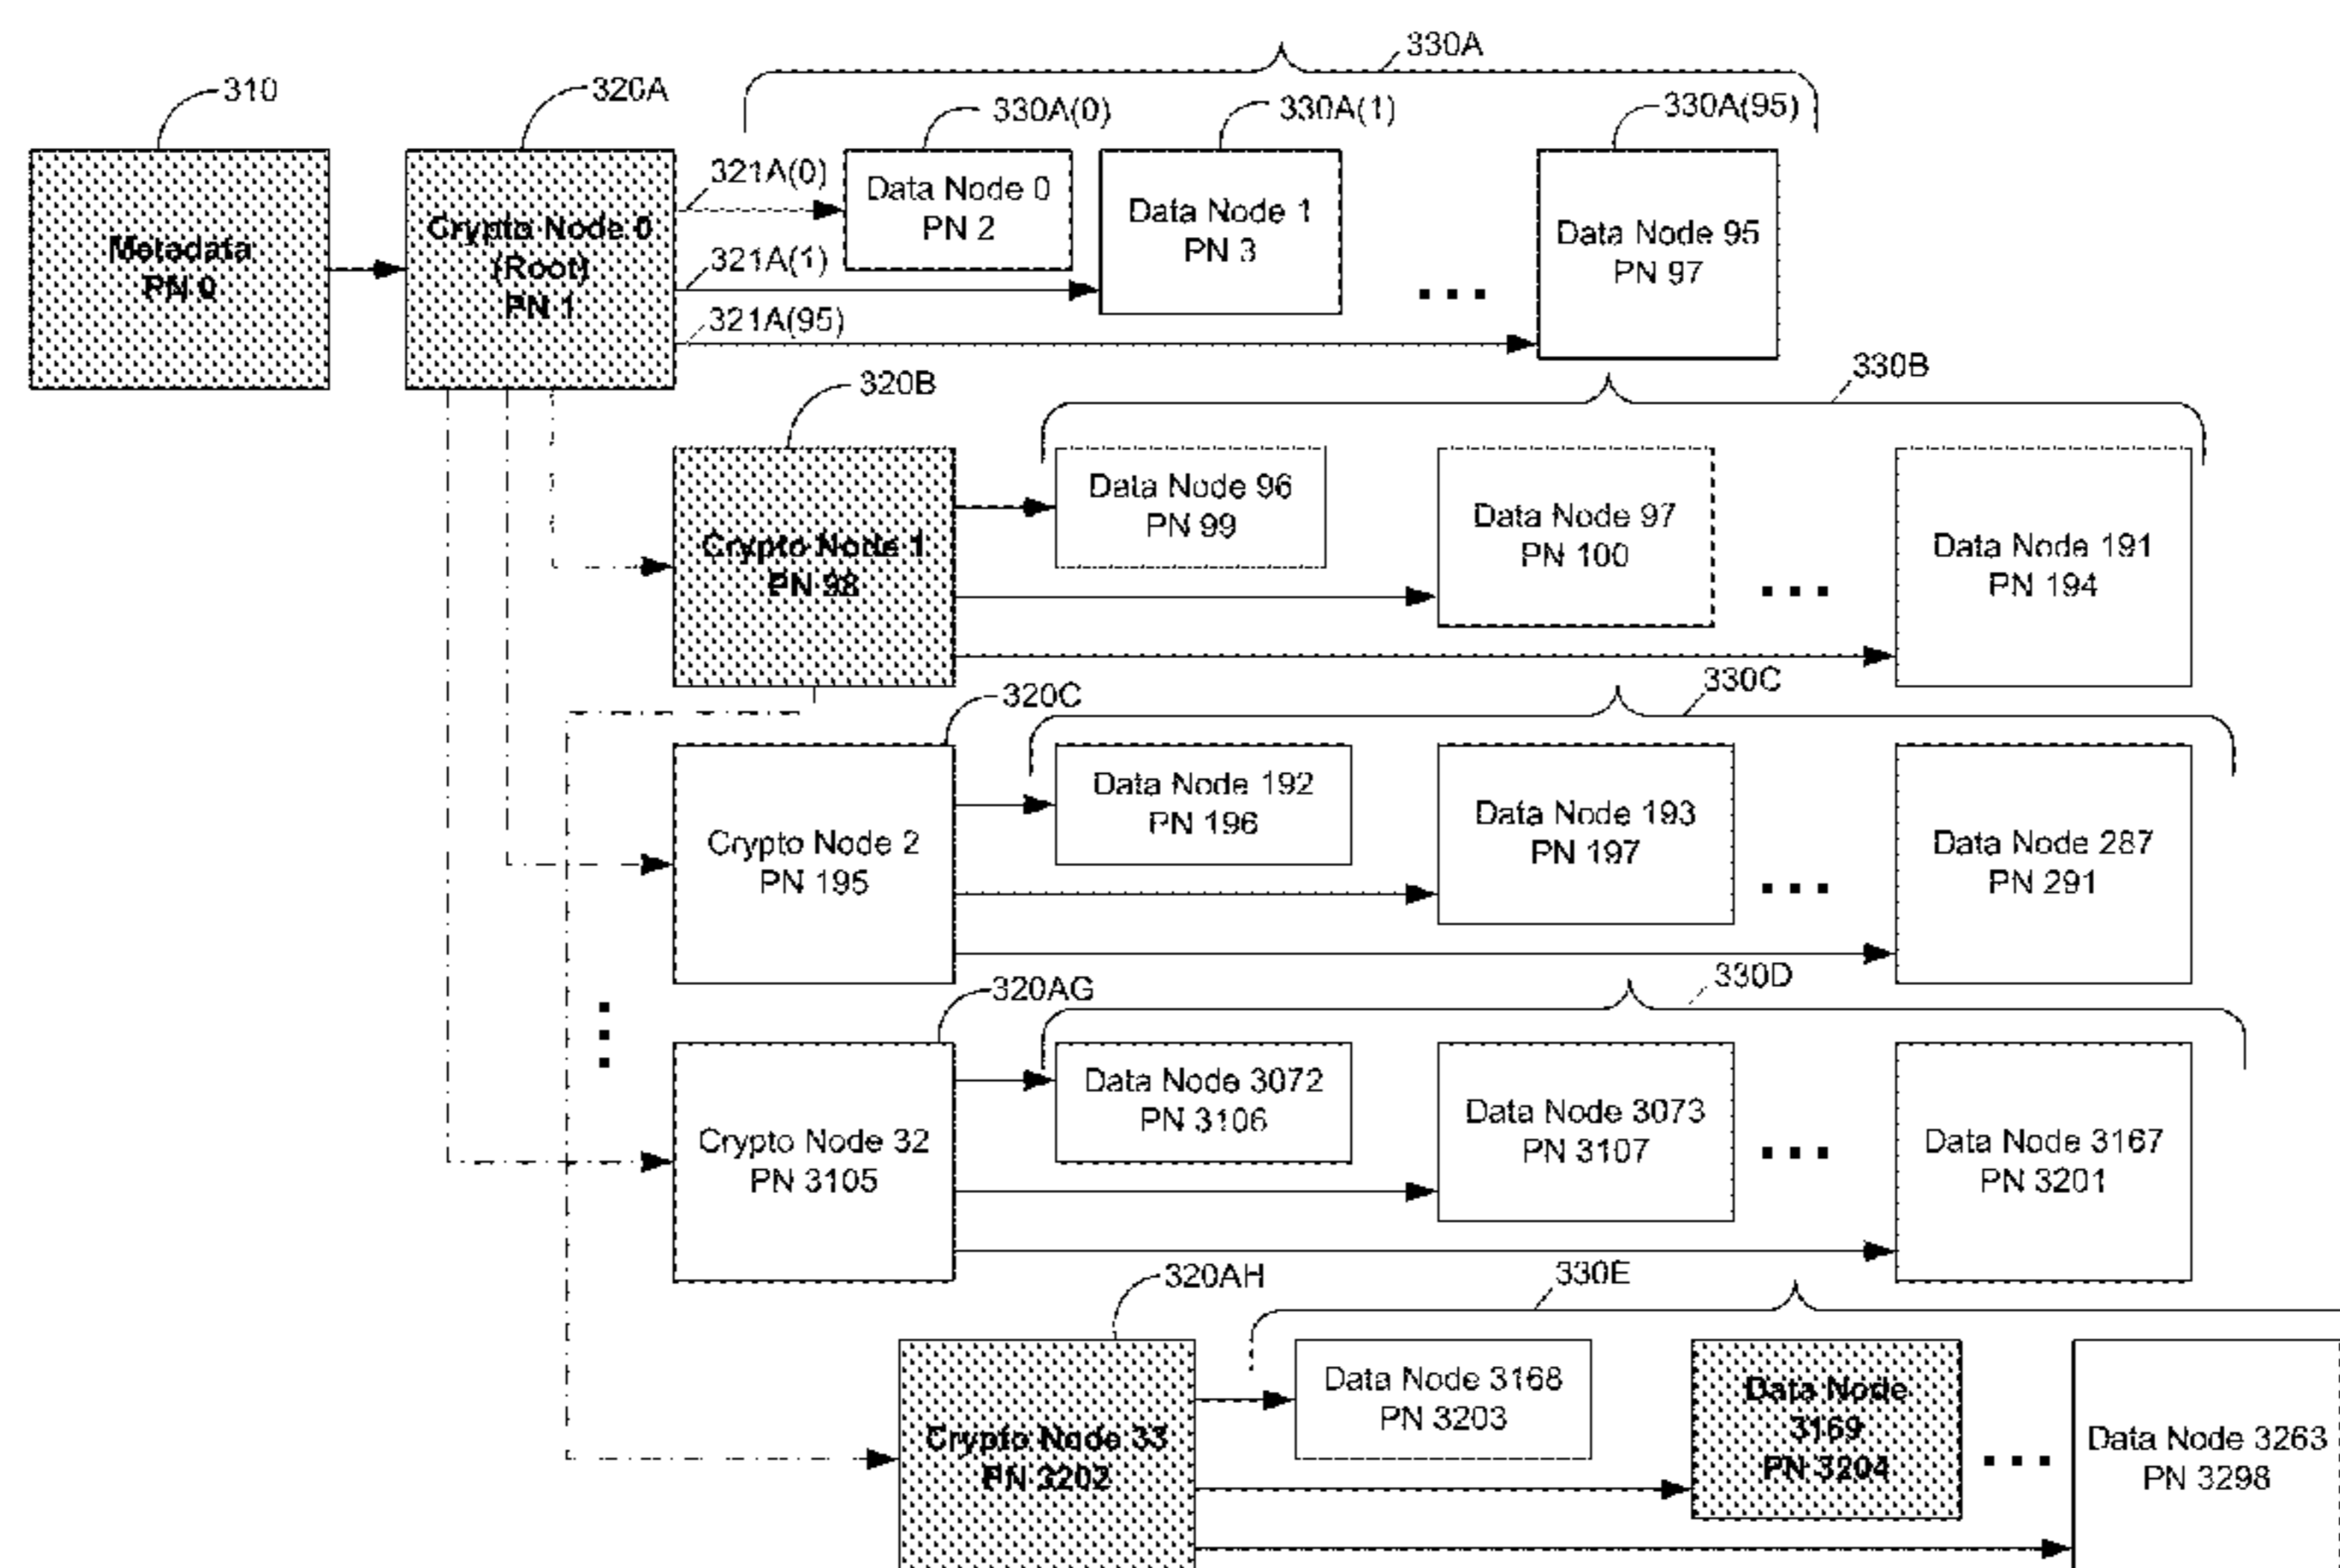 330A
310
320A
330A(0)
330A(1)
330A(95)
Metadata
PN 0
Crypto Node 0
(Root)
PN 1
321A(0)
321A(1)
321A(95)
Data Node 0
PN 2
Data Node 1
PN 3
Data Node 95
PN 97
320B
330B
Crypto Node 1
PN 98
Data Node 96
PN 99
Data Node 97
PN 100
Data Node 191
PN 194
320C
330C
Crypto Node 2
PN 195
Data Node 192
PN 196
Data Node 193
PN 197
Data Node 287
PN 291
320AG
330D
Crypto Node 32
PN 3105
Data Node 3072
PN 3106
Data Node 3073
PN 3107
Data Node 3167
PN 3201
320AH
330E
Crypto Node 33
PN 3202
Data Node 3168
PN 3203
Data Node
3169
PN 3204
Data Node 3263
PN 3298